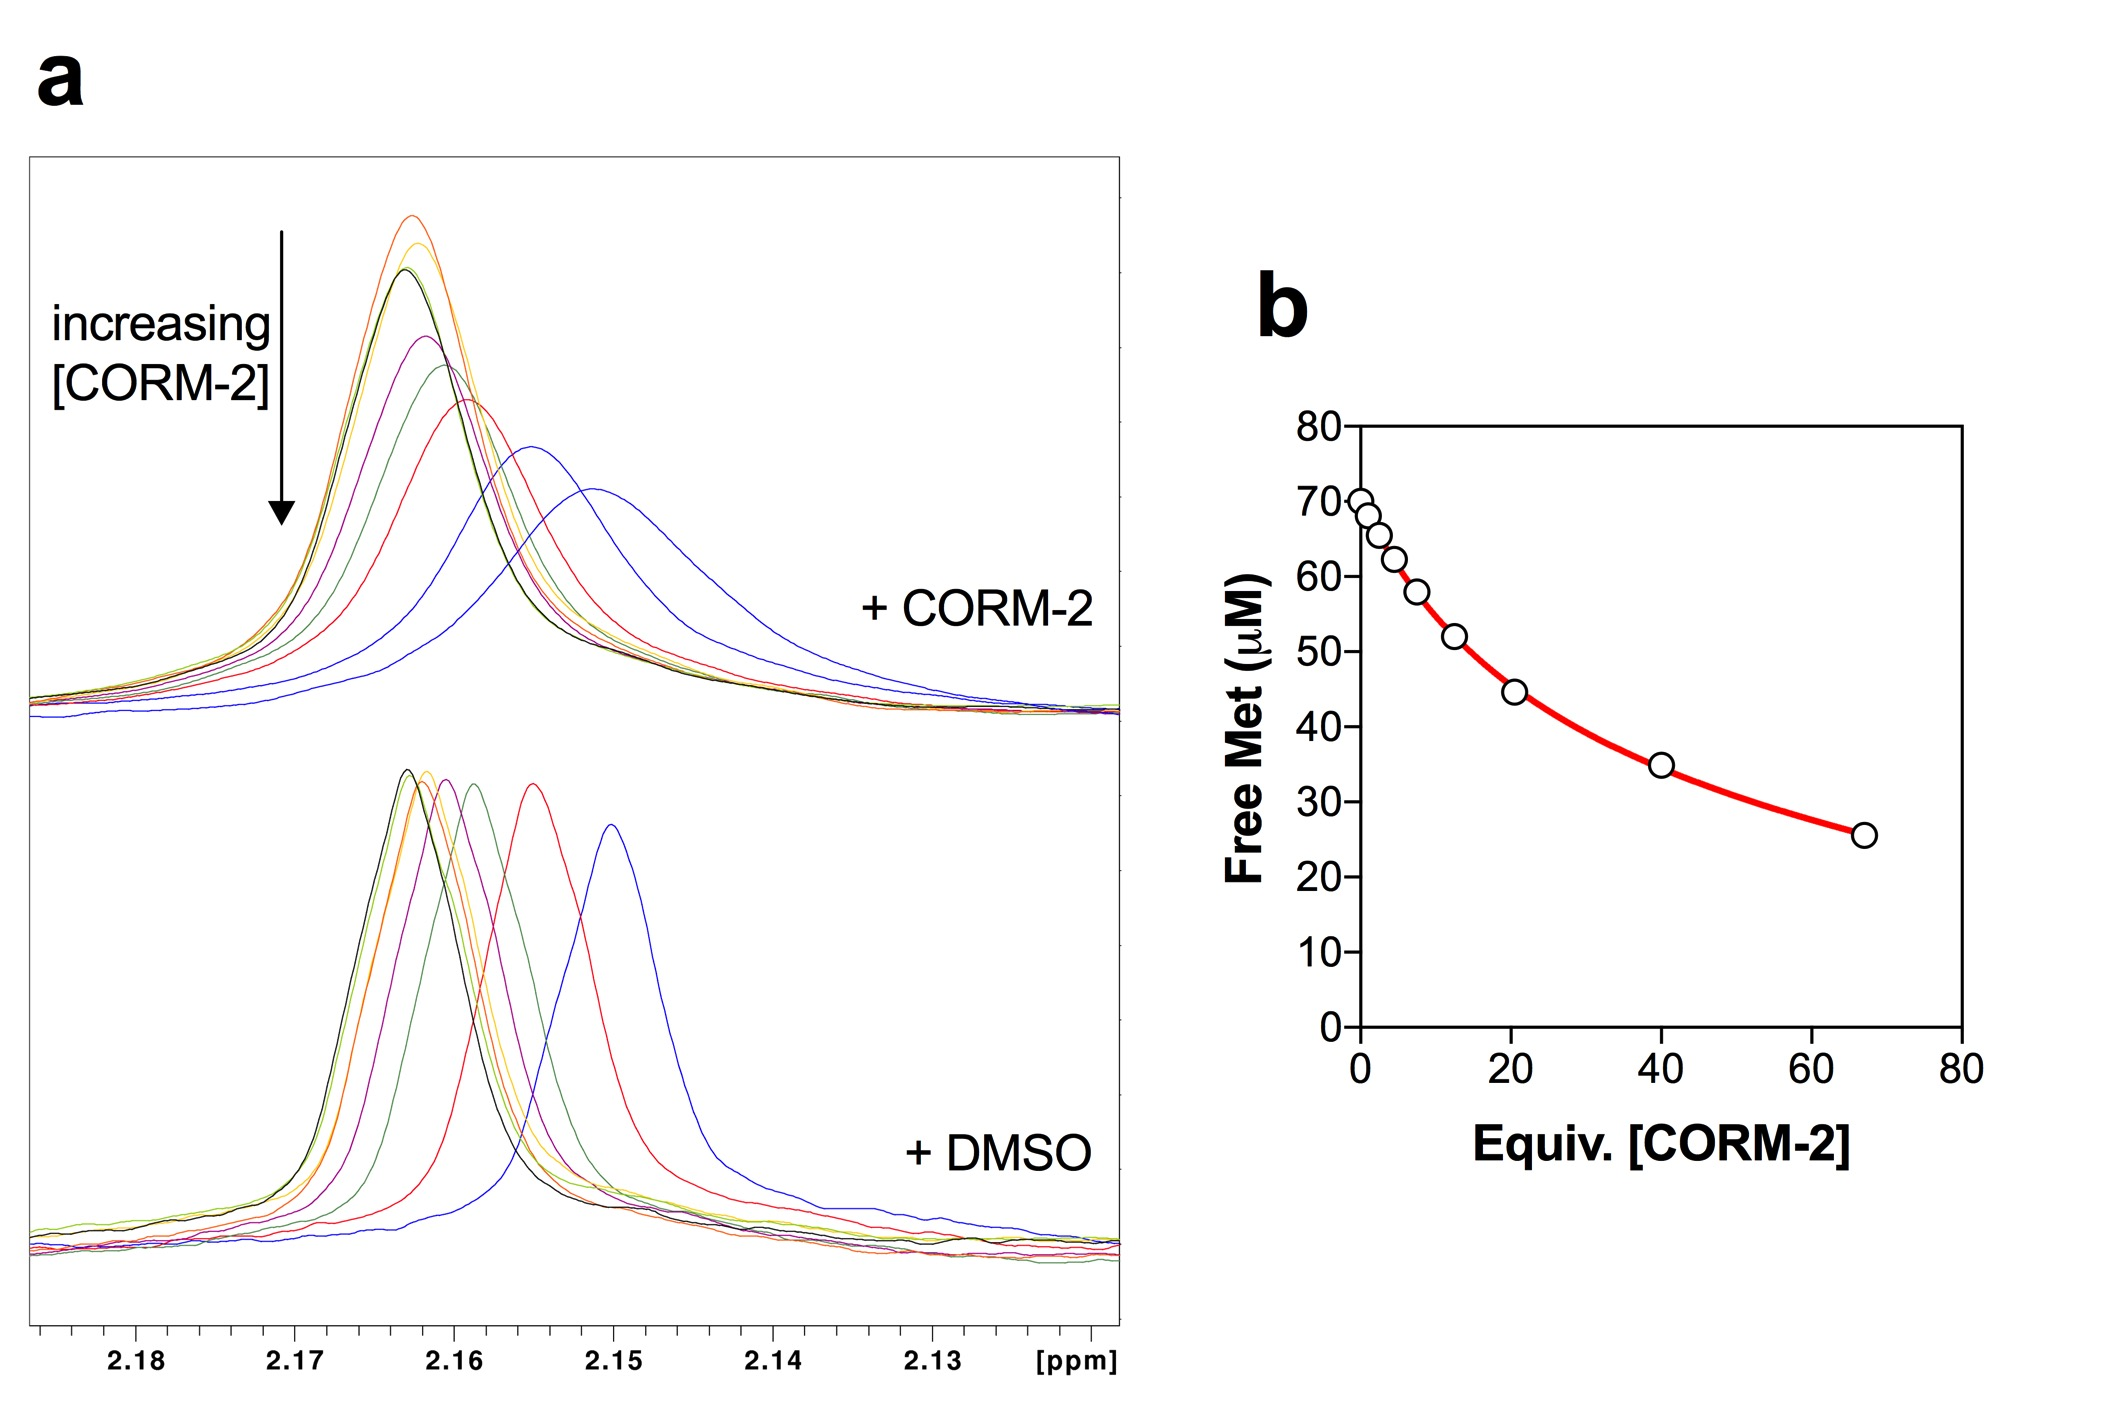 a
increasing
[CORM-2]
+ CORM-2
+ DMSO
2.18 2.17 2.16 2.15 2.14 2.13 [ppm]
b
80
70
60
50
40
30
20
10
0
Free Met (μM)
0 20 40 60 80
Equiv. [CORM-2]